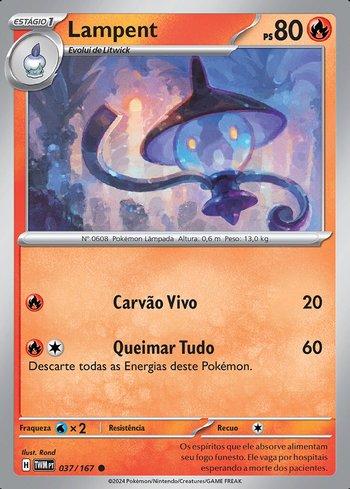 ESTÁGIO 1
Lampent
PS 80
Evolui de Litwick
Nº 0608 Pokémon Lâmpada Altura: 0,6 m Peso: 13,0 kg
Carvão Vivo 20
Queimar Tudo 60
Descarte todas as Energias deste Pokémon.
Fraqueza × 2 Resistência Recuo
Ilust. Rond
H TWM PT 037/167
Os espíritos que ele absorve alimentam
seu fogo funesto. Ele vaga por hospitais
esperando a morte dos pacientes.
©2024 Pokémon/Nintendo/Creatures/GAME FREAK